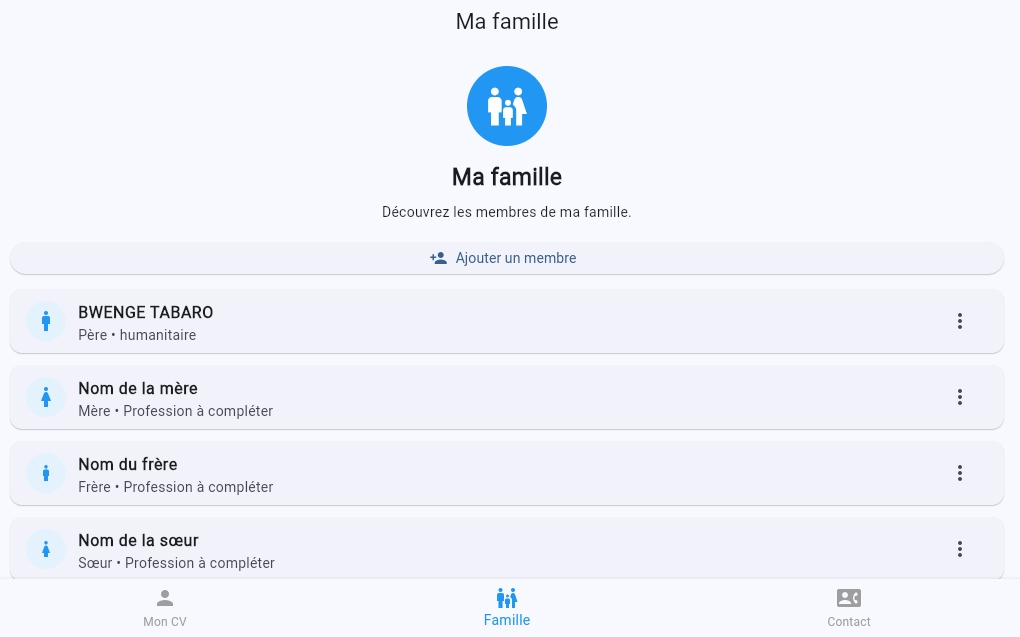 Ma famille
Ma famille
Découvrez les membres de ma famille.
Ajouter un membre
BWENGE TABARO
Père • humanitaire
Nom de la mère
Mère • Profession à compléter
Nom du frère
Frère • Profession à compléter
Nom de la sœur
Sœur • Profession à compléter
Mon CV
Famille
Contact